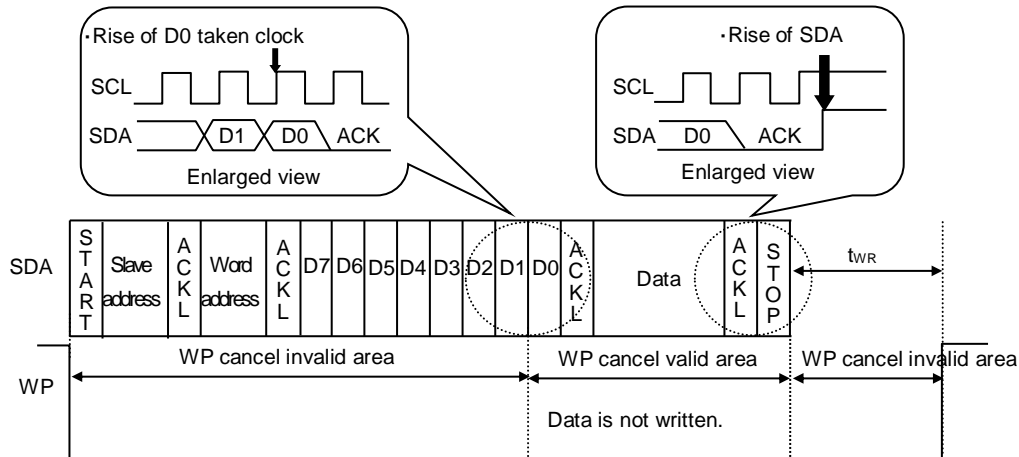 ·Rise of D0 taken clock
SCL
SDA D1 D0 ACK
Enlarged view
·Rise of SDA
SCL
SDA D0 ACK
Enlarged view
SDA
START
Slave
address
ACKL
Word
address
ACKL
D7 D6 D5 D4 D3 D2 D1 D0
ACKL
Data
ACKL
STOP
tWR
WP
WP cancel invalid area
WP cancel valid area
WP cancel invalid area
Data is not written.